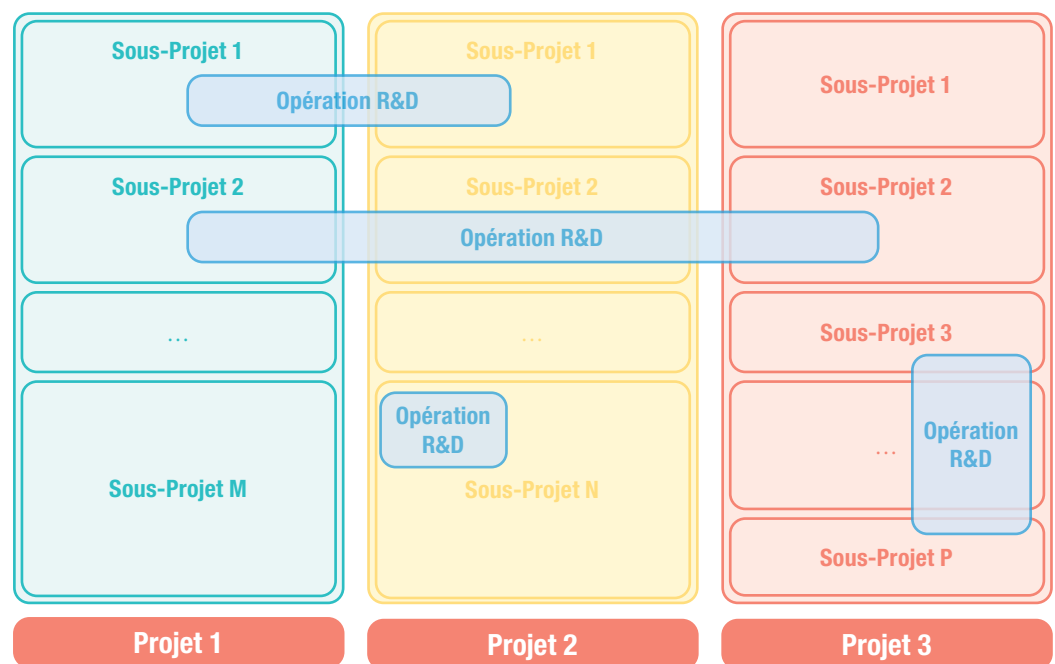 Sous-Projet 1
Sous-Projet 1
Sous-Projet 1
Opération R&D
Sous-Projet 2
Sous-Projet 2
Sous-Projet 2
Opération R&D
...
...
Sous-Projet 3
Opération
R&D
Opération
R&D
...
Sous-Projet M
Sous-Projet N
Sous-Projet P
Projet 1
Projet 2
Projet 3